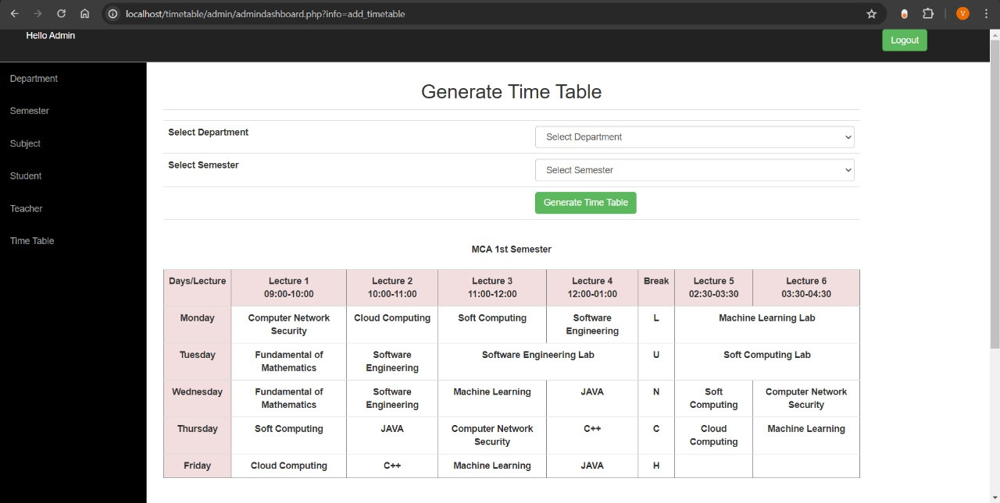 localhost/timetable/admin/admindashboard.php?info=add_timetable
V
Hello Admin
Logout
Department
Semester
Subject
Student
Teacher
Time Table
Generate Time Table
Select Department
Select Department
Select Semester
Select Semester
Generate Time Table
MCA 1st Semester
Days/Lecture Lecture 1 Lecture 2 Lecture 3 Lecture 4 Break Lecture 5 Lecture 6
09:00-10:00 10:00-11:00 11:00-12:00 12:00-01:00 02:30-03:30 03:30-04:30
Monday Computer Network Cloud Computing Soft Computing Software L Machine Learning Lab
Security Engineering
Tuesday Fundamental of Software Software Engineering Lab U Soft Computing Lab
Mathematics Engineering
Wednesday Fundamental of Software Machine Learning JAVA N Soft Computer Network
Mathematics Engineering Computing Security
Thursday Soft Computing JAVA Computer Network C++ C Cloud Machine Learning
Security Computing
Friday Cloud Computing C++ Machine Learning JAVA H